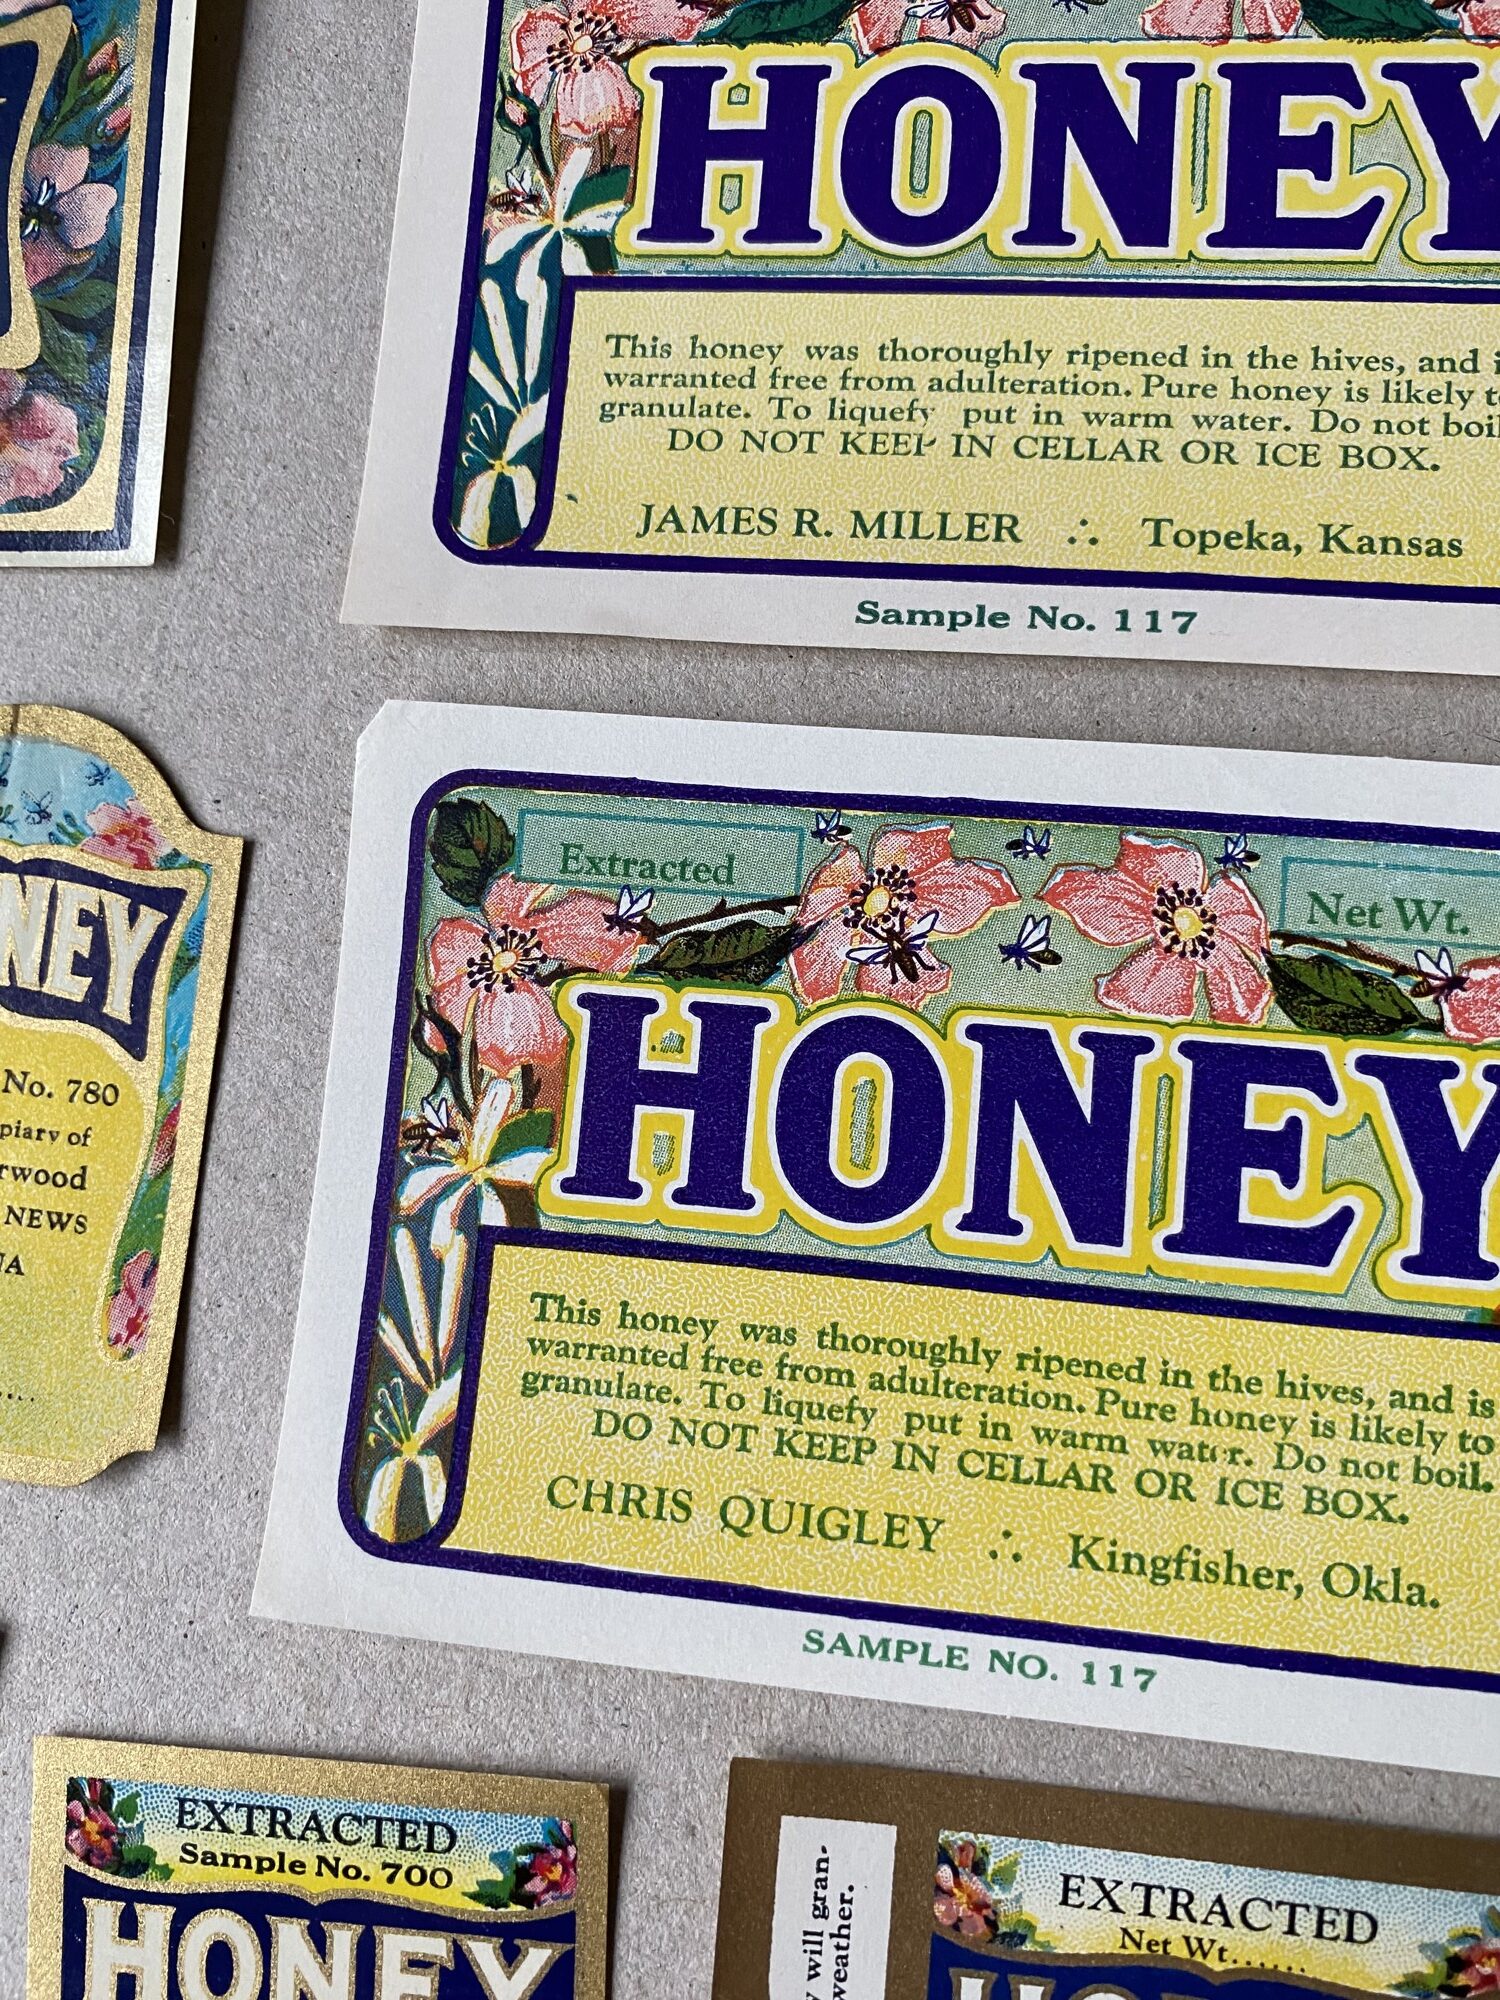 HONEY
This honey was thoroughly ripened in the hives, and
warranted free from adulteration. Pure honey is likely
granulate. To liquefy put in warm water. Do not boil
DO NOT KEEP IN CELLAR OR ICE BOX.
JAMES R. MILLER ∴ Topeka, Kansas
Sample No. 117
NEY
No. 780
piary of
rwood
NEWS
Extracted
Net Wt.
HONEY
This honey was thoroughly ripened in the hives, and is
warranted free from adulteration. Pure honey is likely to
granulate. To liquefy put in warm water. Do not boil.
DO NOT KEEP IN CELLAR OR ICE BOX.
CHRIS QUIGLEY ∴ Kingfisher, Okla.
SAMPLE NO. 117
EXTRACTED
Sample No. 700
HONEY
will gran-
weather.
EXTRACTED
Net Wt......